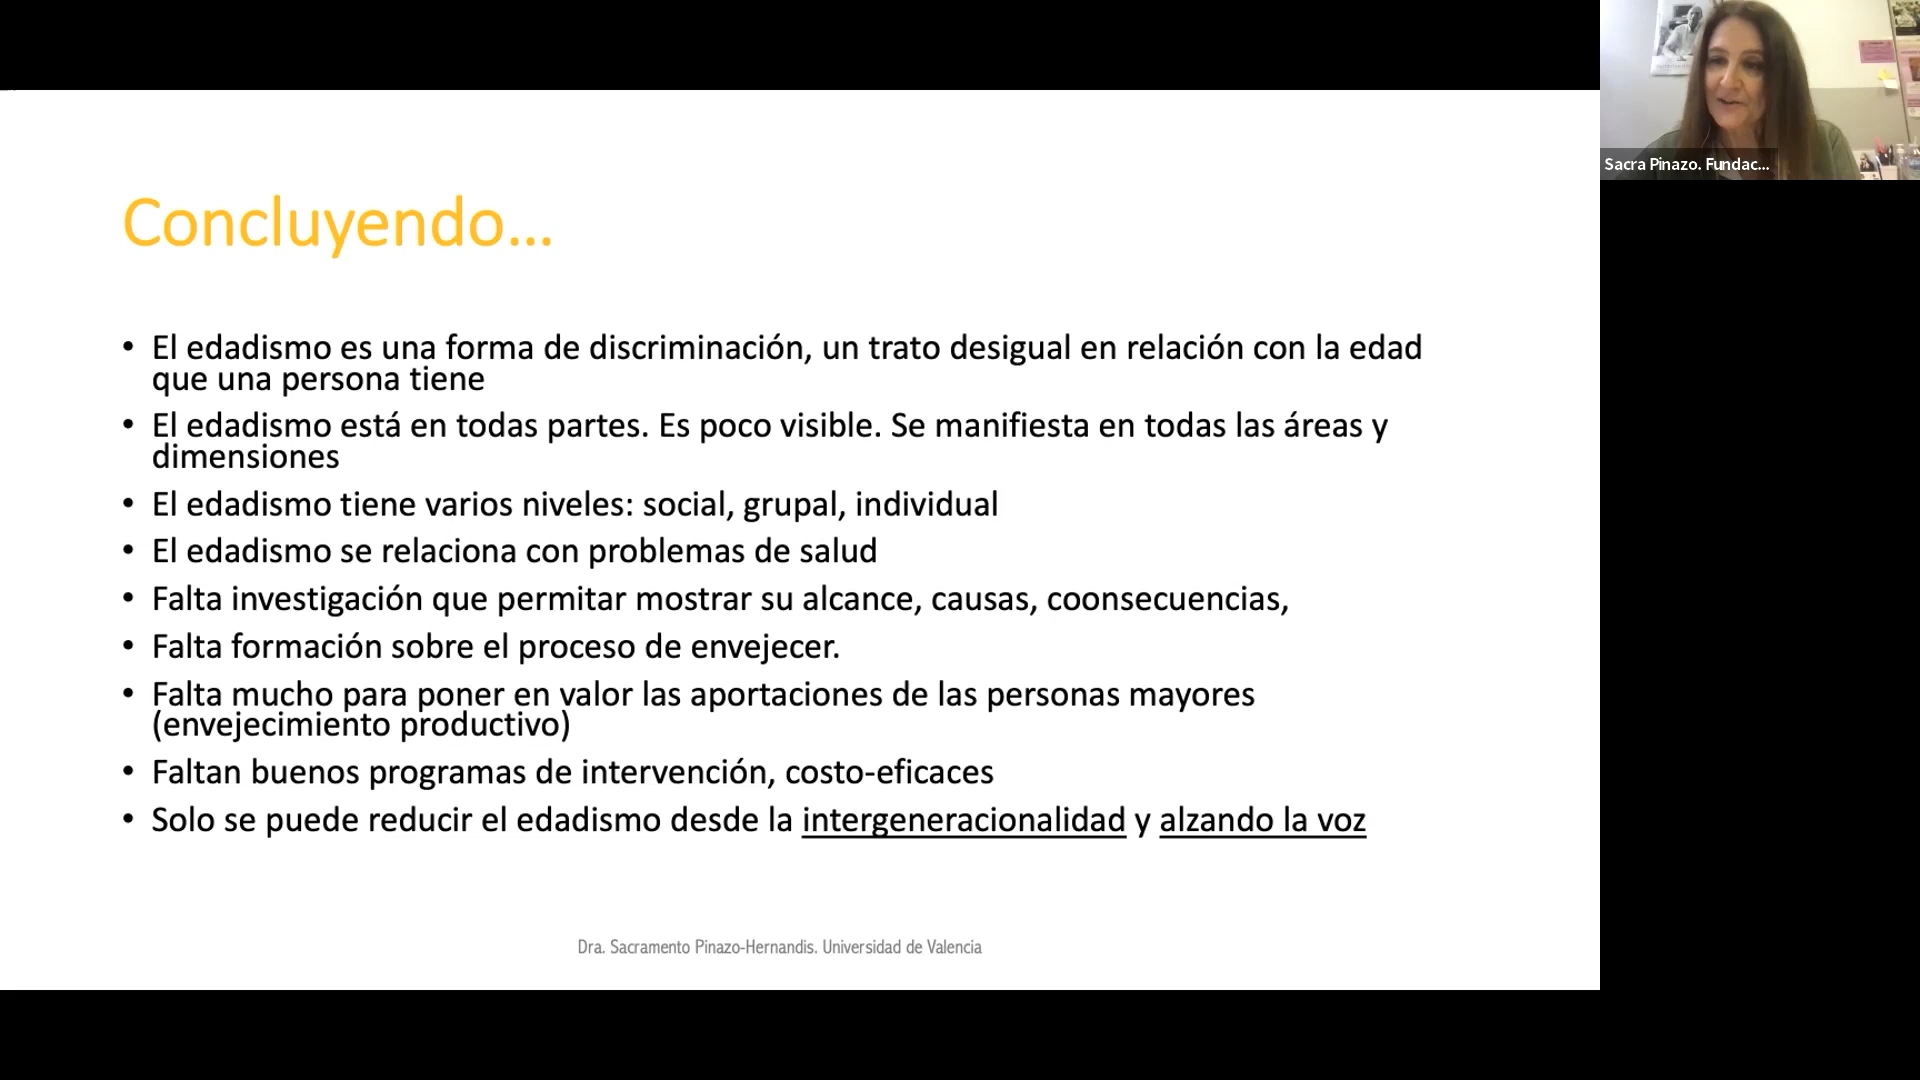 Sacra Pinazo. Fundac...
Concluyendo...
• El edadismo es una forma de discriminación, un trato desigual en relación con la edad
que una persona tiene
• El edadismo está en todas partes. Es poco visible. Se manifiesta en todas las áreas y
dimensiones
• El edadismo tiene varios niveles: social, grupal, individual
• El edadismo se relaciona con problemas de salud
• Falta investigación que permitar mostrar su alcance, causas, coonsecuencias,
• Falta formación sobre el proceso de envejecer.
• Falta mucho para poner en valor las aportaciones de las personas mayores
(envejecimiento productivo)
• Faltan buenos programas de intervención, costo-eficaces
• Solo se puede reducir el edadismo desde la intergeneracionalidad y alzando la voz
Dra. Sacramento Pinazo-Hernandis. Universidad de Valencia